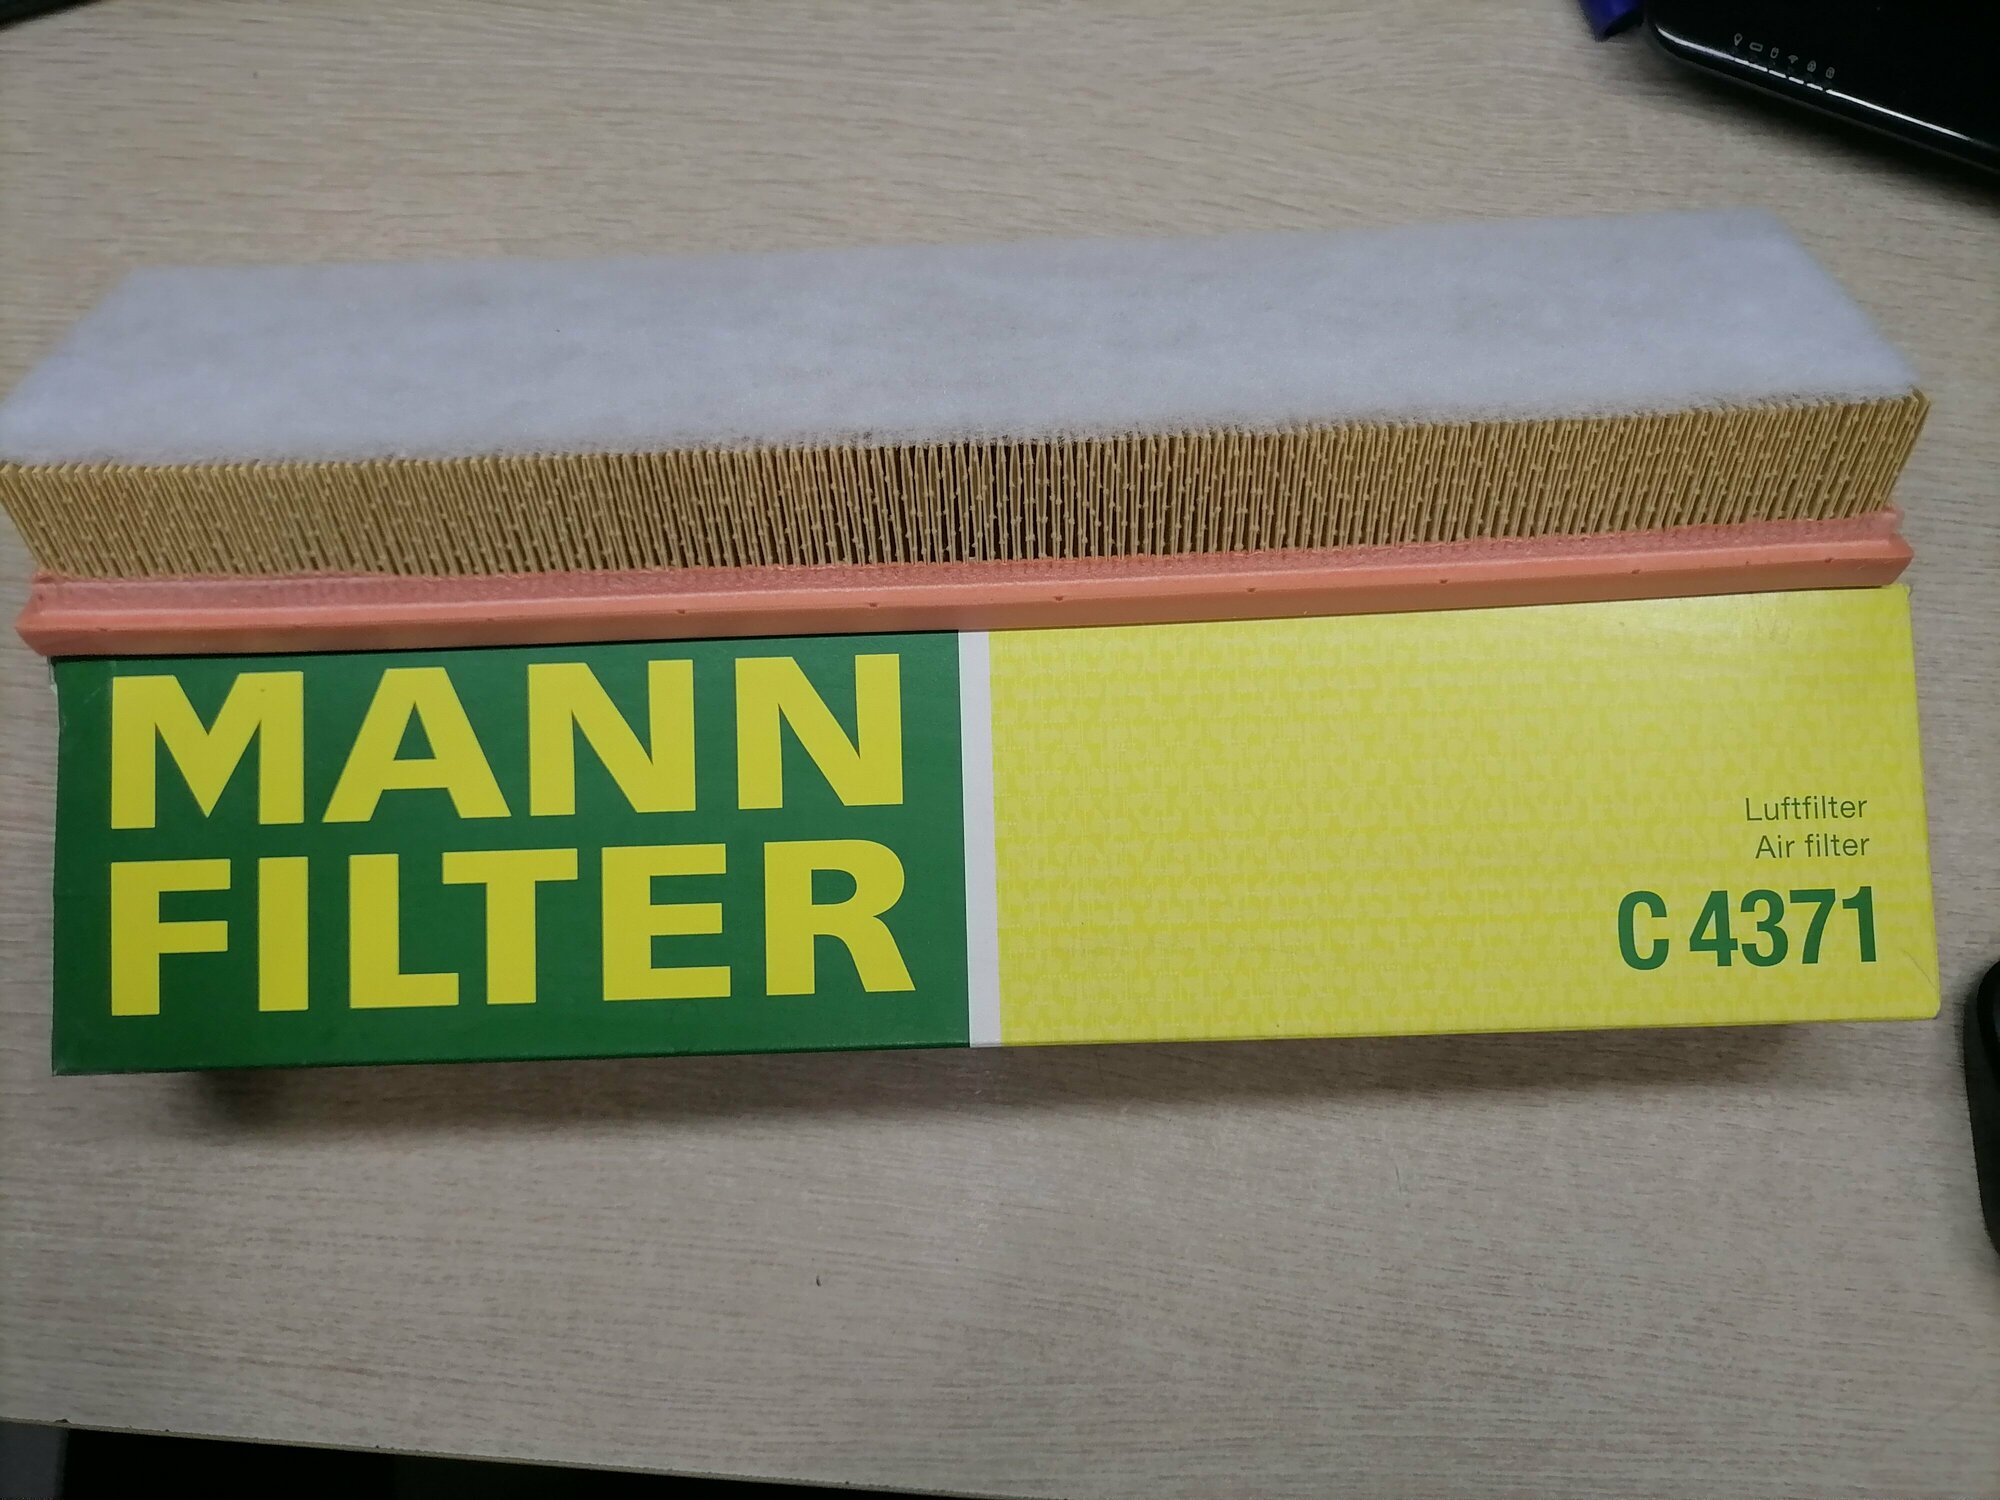 MANN
FILTER
Luftfilter
Air filter
C 4371